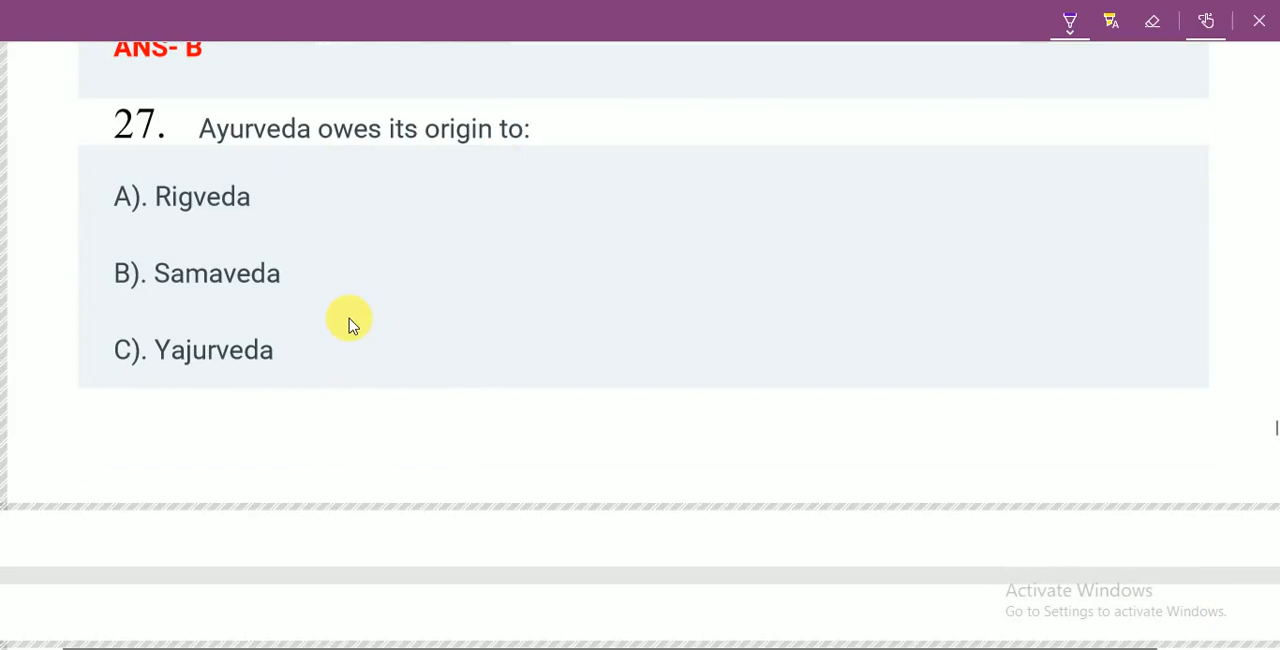 ANS- B
27. Ayurveda owes its origin to:
A). Rigveda
B). Samaveda
C). Yajurveda
Activate Windows
Go to Settings to activate Windows.